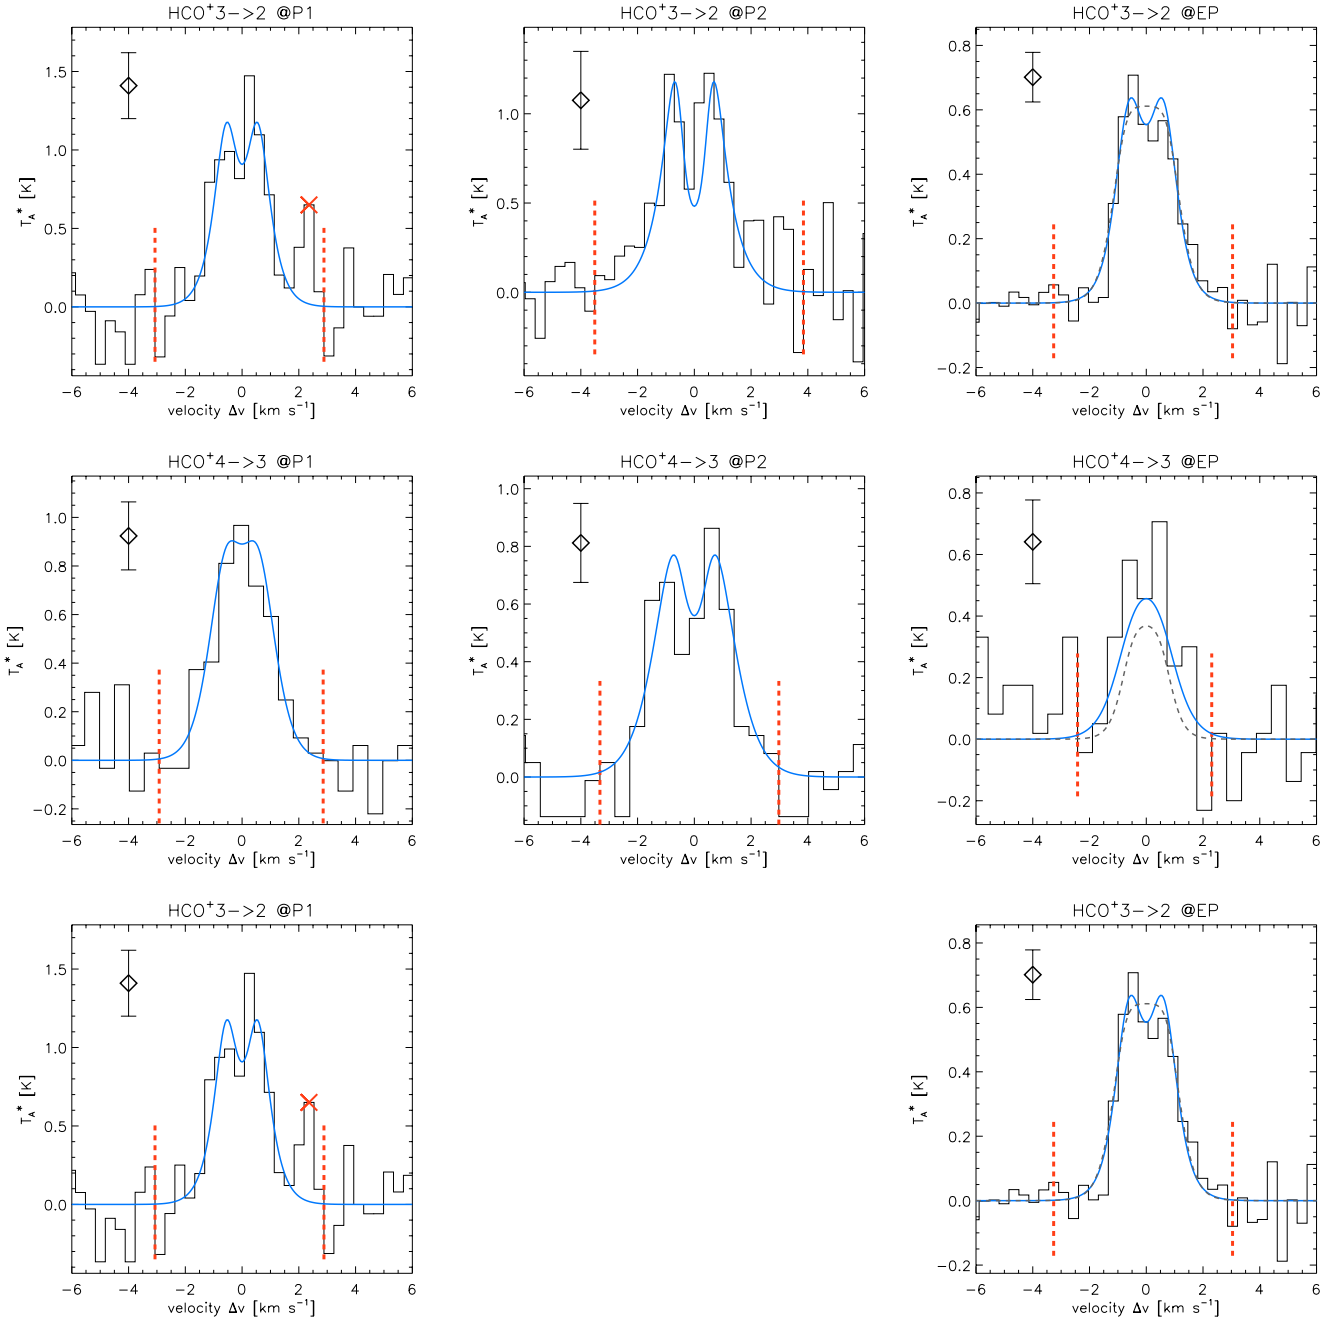 HCO+3->2 @P1
HCO+3->2 @P2
HCO+3->2 @EP
1.5
1.0
0.5
0.0
TA* [K]
-6 -4 -2 0 2 4 6
velocity Δv [km s-1]
1.0
0.5
0.0
TA* [K]
-6 -4 -2 0 2 4 6
velocity Δv [km s-1]
0.8
0.6
0.4
0.2
0.0
-0.2
TA* [K]
-6 -4 -2 0 2 4 6
velocity Δv [km s-1]
HCO+4->3 @P1
HCO+4->3 @P2
HCO+4->3 @EP
1.0
0.8
0.6
0.4
0.2
0.0
-0.2
TA* [K]
-6 -4 -2 0 2 4 6
velocity Δv [km s-1]
1.0
0.8
0.6
0.4
0.2
0.0
TA* [K]
-6 -4 -2 0 2 4 6
velocity Δv [km s-1]
0.8
0.6
0.4
0.2
0.0
-0.2
TA* [K]
-6 -4 -2 0 2 4 6
velocity Δv [km s-1]
HCO+3->2 @P1
HCO+3->2 @EP
1.5
1.0
0.5
0.0
TA* [K]
-6 -4 -2 0 2 4 6
velocity Δv [km s-1]
0.8
0.6
0.4
0.2
0.0
-0.2
TA* [K]
-6 -4 -2 0 2 4 6
velocity Δv [km s-1]